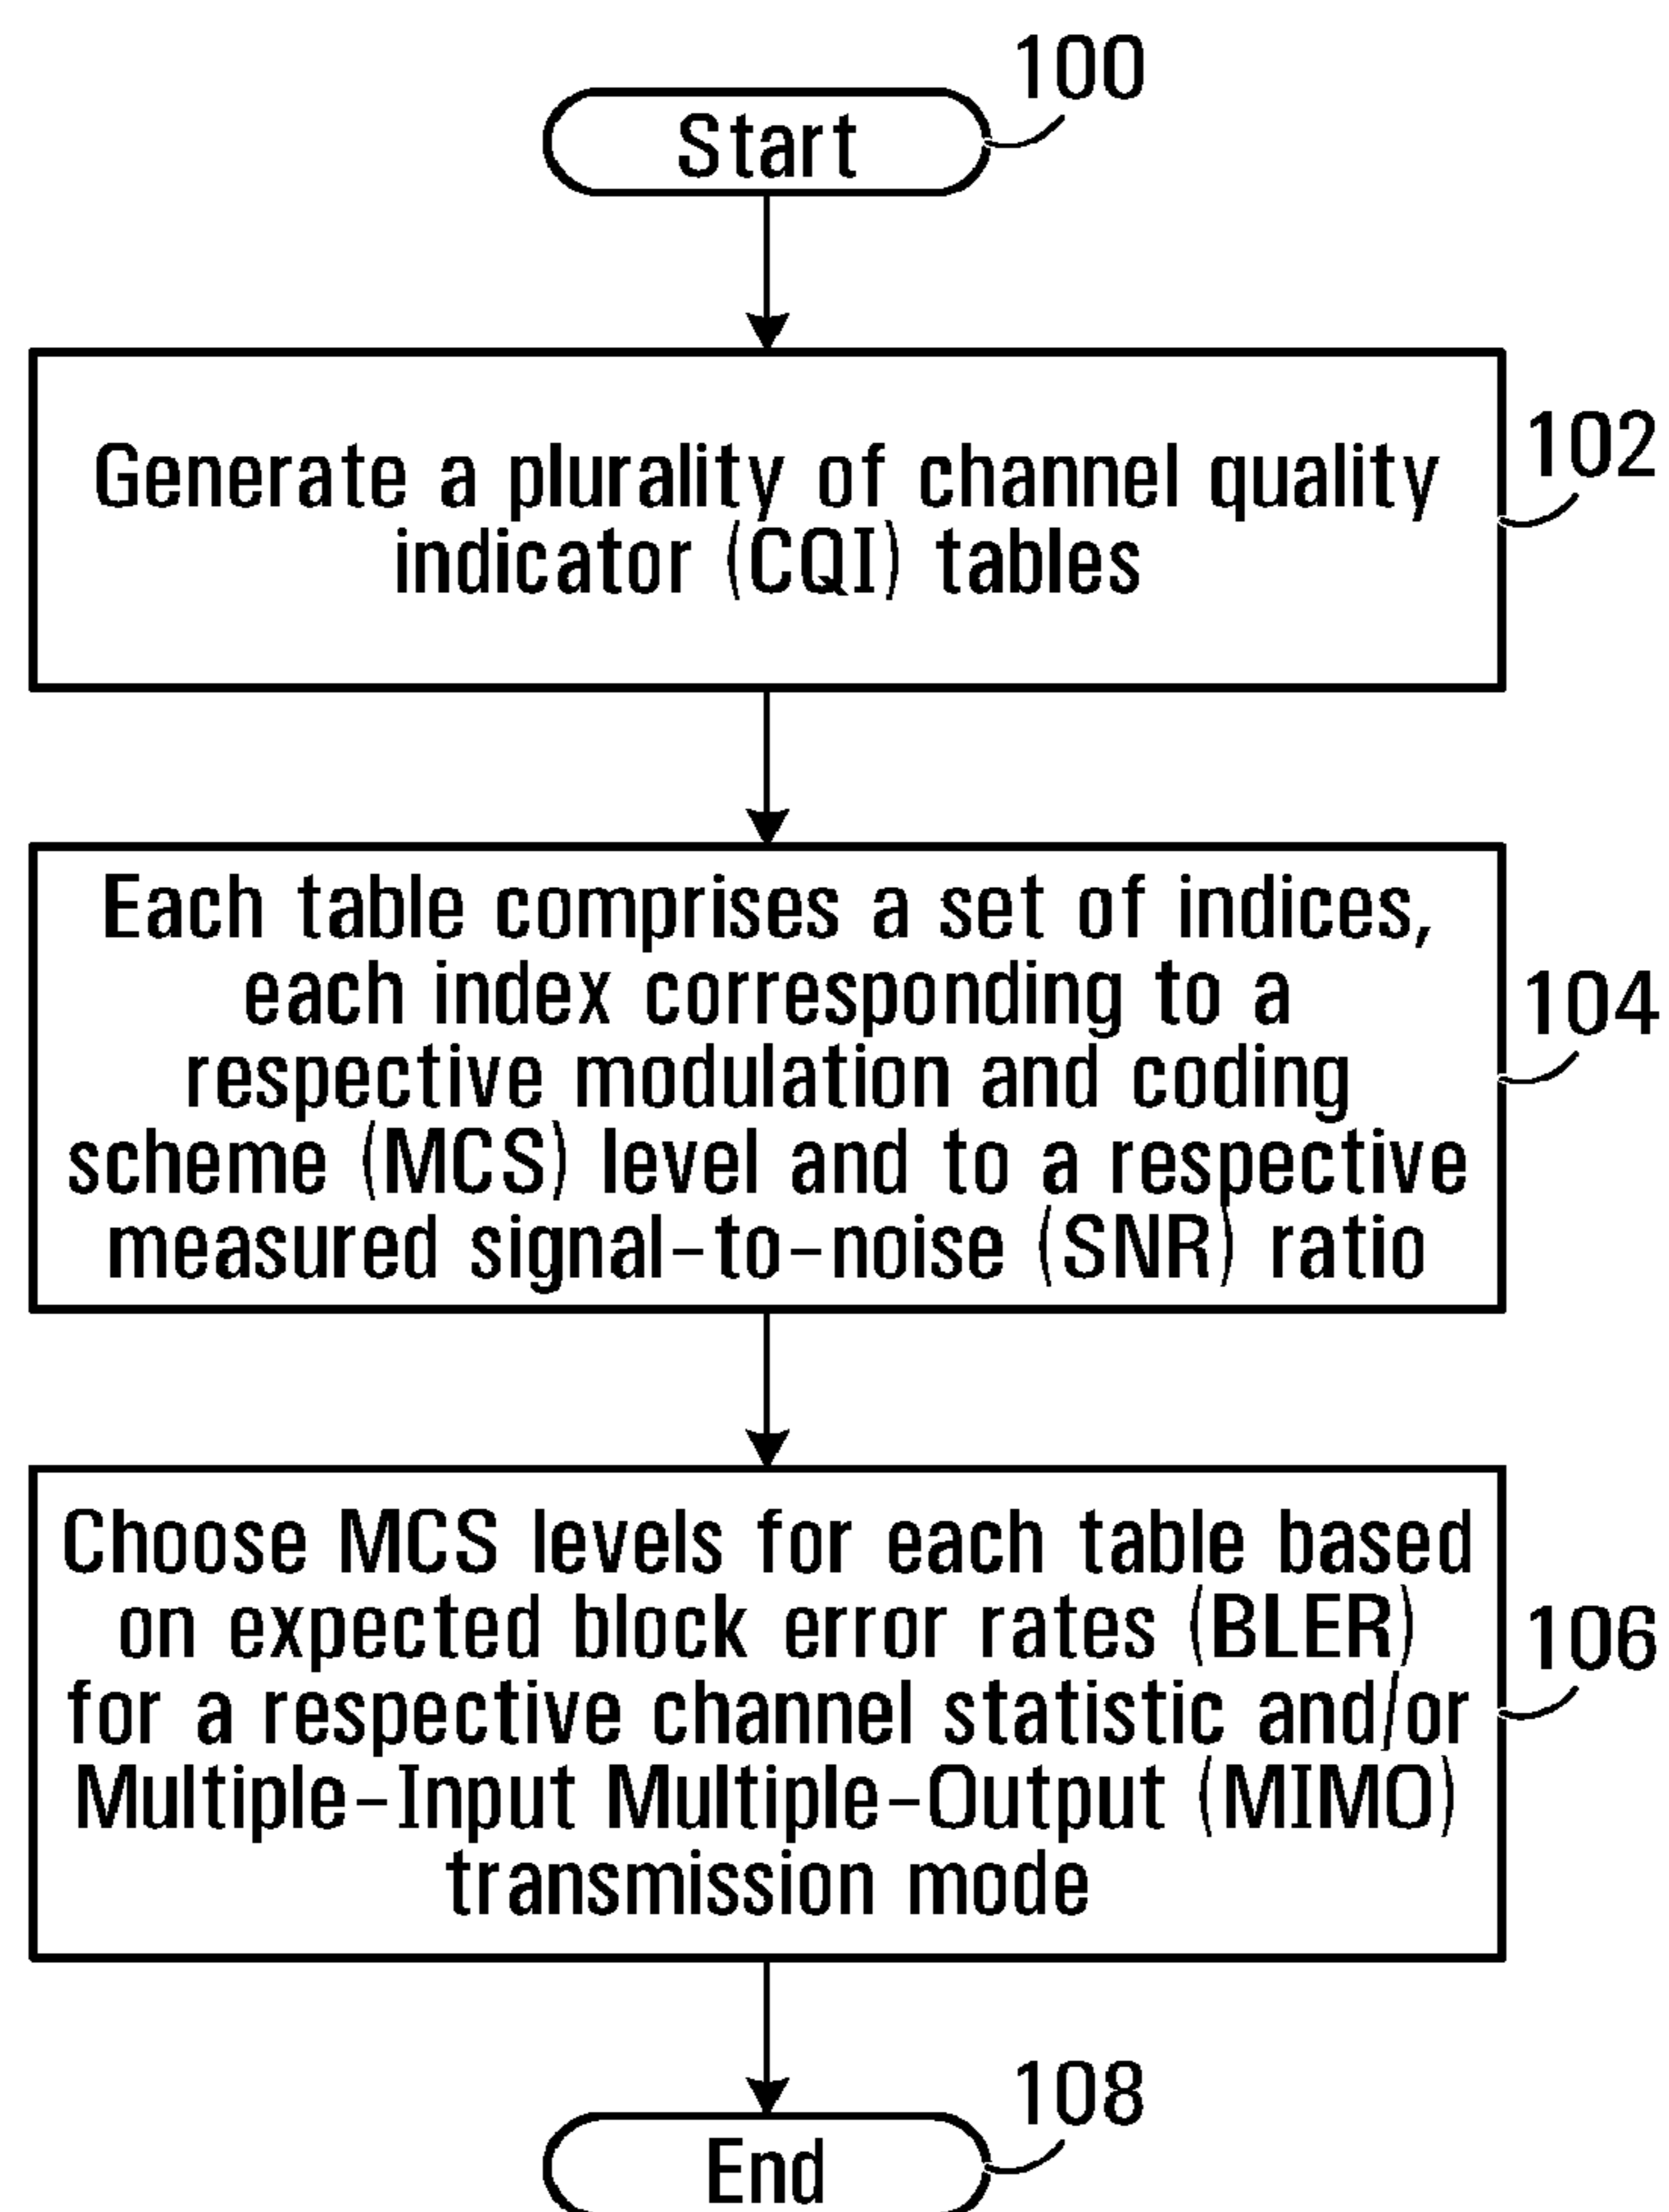 100
Start
Generate a plurality of channel quality
indicator (CQI) tables
102
Each table comprises a set of indices,
each index corresponding to a
respective modulation and coding
scheme (MCS) level and to a respective
measured signal-to-noise (SNR) ratio
104
Choose MCS levels for each table based
on expected block error rates (BLER)
for a respective channel statistic and/or
Multiple-Input Multiple-Output (MIMO)
transmission mode
106
108
End